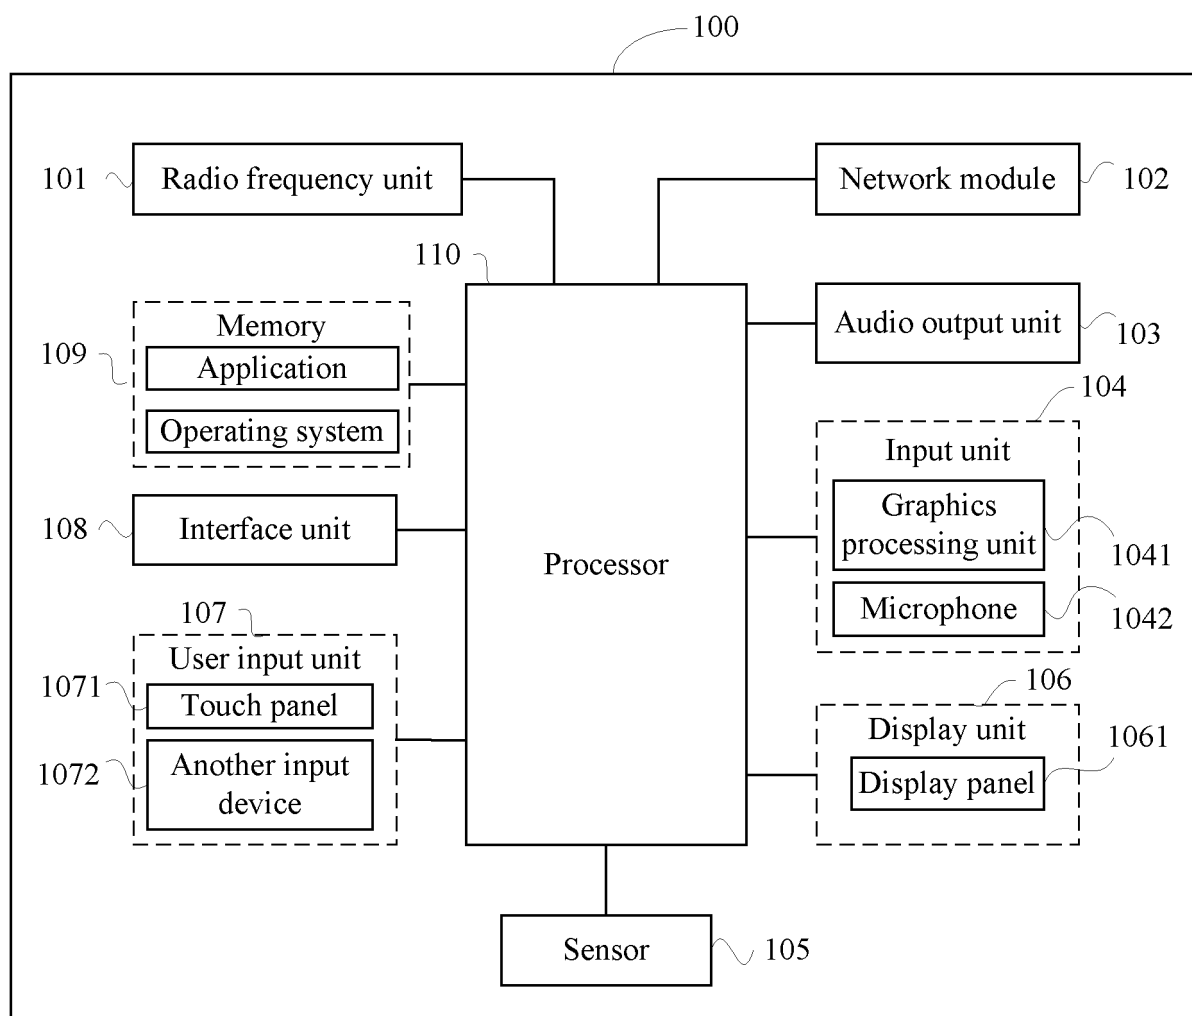 100
101
Radio frequency unit
Network module
102
110
Memory
Application
Operating system
109
Audio output unit
103
104
Input unit
Graphics
processing unit
1041
Microphone
1042
108
Interface unit
Processor
107
User input unit
1071
Touch panel
1072
Another input
device
106
Display unit
1061
Display panel
Sensor
105